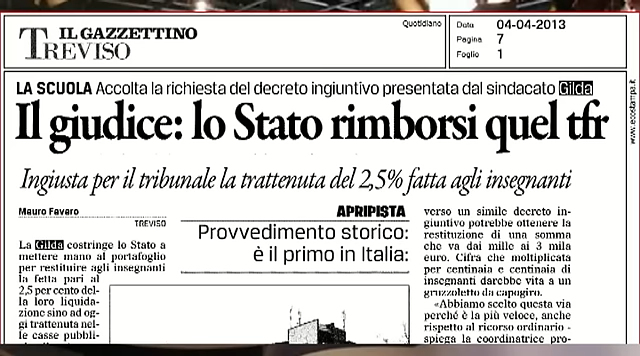 IL GAZZETTINO
TREVISO
Quotidiano
Data 04-04-2013
Pagina 7
Foglio 1
LA SCUOLA Accolta la richiesta del decreto ingiuntivo presentata dal sindacato Gilda
Il giudice: lo Stato rimborsi quel tfr
Ingiusta per il tribunale la trattenuta del 2,5% fatta agli insegnanti
Mauro Favaro
TREVISO
La Gilda costringe lo Stato a
mettere mano al portafoglio
per restituire agli insegnanti
la fetta pari al
2,5 per cento del-
la loro liquida-
zione sino ad og-
gi trattenuta nel-
le casse pubbli-
APRIPISTA
Provvedimento storico:
è il primo in Italia:
verso un simile decreto in-
giuntivo potrebbe ottenere la
restituzione di una somma
che va dai mille ai 3 mila
euro. Cifra che moltiplicata
per centinaia e centinaia di
insegnanti darebbe vita a un
gruzzoletto da capogiro.
«Abbiamo scelto questa via
perché è la più veloce, anche
rispetto al ricorso ordinario -
spiega la coordinatrice pro-
www.ecostampa.it